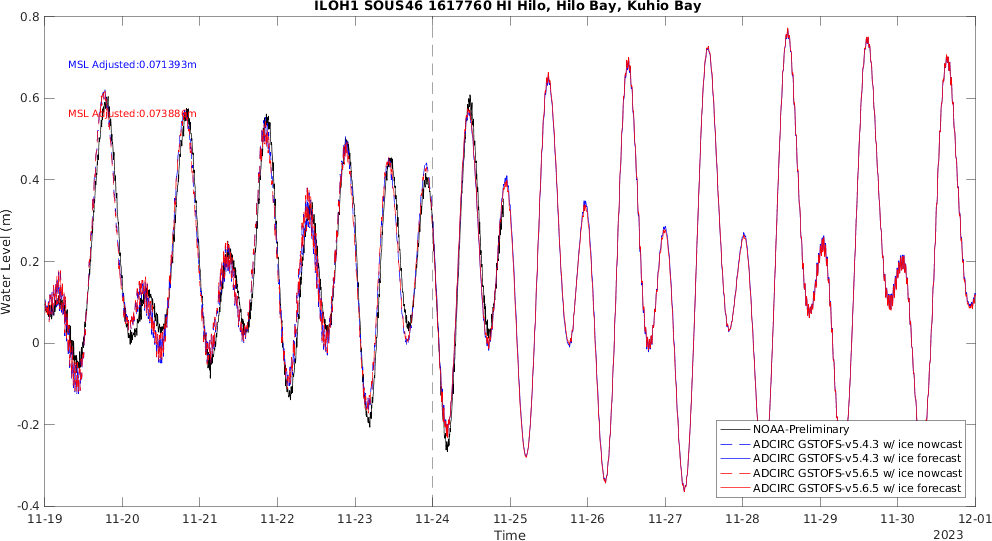 ILOH1 SOUS46 1617760 HI Hilo, Hilo Bay, Kuhio Bay
MSL Adjusted:0.071393m
MSL Adjusted:0.07388 m
Water Level (m)
0.8
0.6
0.4
0.2
0
-0.2
-0.4
NOAA-Preliminary
ADCIRC GSTOFS-v5.4.3 w/ ice nowcast
ADCIRC GSTOFS-v5.4.3 w/ ice forecast
ADCIRC GSTOFS-v5.6.5 w/ ice nowcast
ADCIRC GSTOFS-v5.6.5 w/ ice forecast
11-19 11-20 11-21 11-22 11-23 11-24 11-25 11-26 11-27 11-28 11-29 11-30 12-01
Time
2023